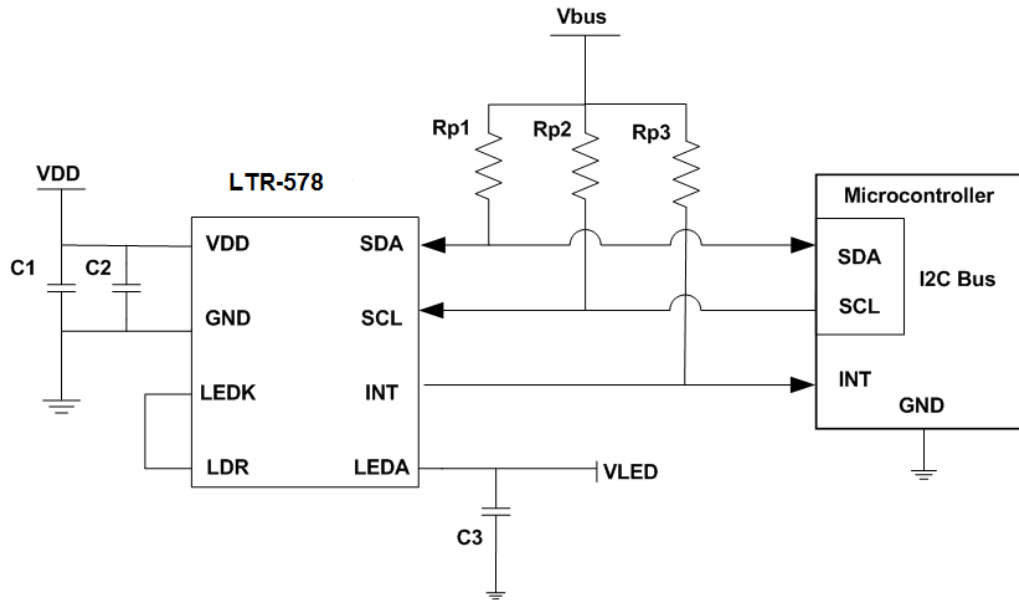 Vbus
Rp1
Rp2
Rp3
VDD
LTR-578
Microcontroller
VDD
SDA
C1
C2
SDA
I2C Bus
GND
SCL
SCL
LEDK
INT
INT
GND
LDR
LEDA
VLED
C3